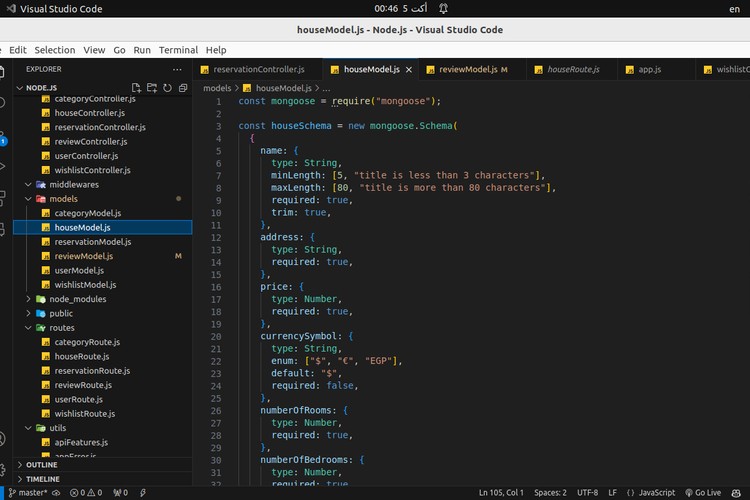 Visual Studio Code
00:46 5 أكت
en
houseModel.js - Node.js - Visual Studio Code
Edit Selection View Go Run Terminal Help
EXPLORER
NODE.JS
categoryController.js
houseController.js
reservationController.js
reviewController.js
userController.js
wishlistController.js
middlewares
models
categoryModel.js
houseModel.js
reservationModel.js
reviewModel.js M
userModel.js
wishlistModel.js
node_modules
public
routes
categoryRoute.js
houseRoute.js
reservationRoute.js
reviewRoute.js
userRoute.js
wishlistRoute.js
utils
apiFeatures.js
appError.js
OUTLINE
TIMELINE
reservationController.js houseModel.js reviewModel.js M houseRoute.js app.js wishlistC
models > houseModel.js > ...
1 const mongoose = require("mongoose");
2
3 const houseSchema = new mongoose.Schema(
4 {
5 name: {
6 type: String,
7 minLength: [5, "title is less than 3 characters"],
8 maxLength: [80, "title is more than 80 characters"],
9 required: true,
10 trim: true,
11 },
12 address: {
13 type: String,
14 required: true,
15 },
16 price: {
17 type: Number,
18 required: true,
19 },
20 currencySymbol: {
21 type: String,
22 enum: ["$", "€", "EGP"],
23 default: "$",
24 required: false,
25 },
26 numberOfRooms: {
27 type: Number,
28 required: true,
29 },
30 numberOfBedrooms: {
31 type: Number,
32 required: true,
master* 0 0 0 Ln 105, Col 1 Spaces: 2 UTF-8 LF {} JavaScript Go Live